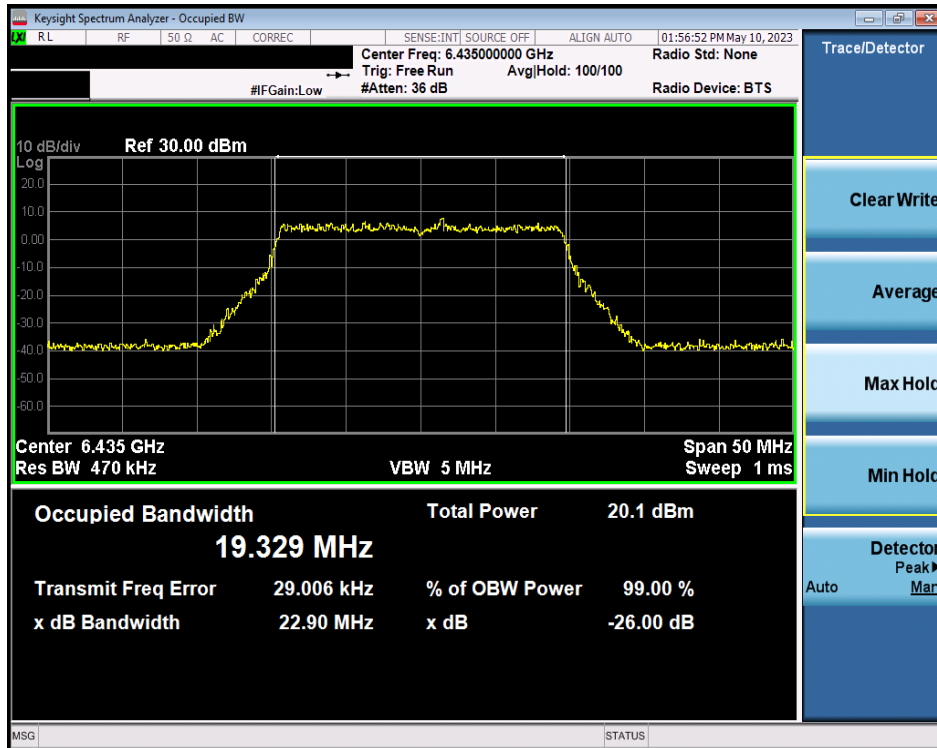 Keysight Spectrum Analyzer - Occupied BW
LXI RL RF 50 Ω AC CORREC SENSE:INT SOURCE OFF ALIGN AUTO 01:56:52 PM May 10, 2023
Center Freq: 6.435000000 GHz Radio Std: None
Trig: Free Run Avg|Hold: 100/100
#IFGain:Low #Atten: 36 dB Radio Device: BTS
10 dB/div Ref 30.00 dBm
Log
20.0
10.0
0.00
-10.0
-20.0
-30.0
-40.0
-50.0
-60.0
Center 6.435 GHz Span 50 MHz
Res BW 470 kHz VBW 5 MHz Sweep 1 ms
Occupied Bandwidth Total Power 20.1 dBm
19.329 MHz
Transmit Freq Error 29.006 kHz % of OBW Power 99.00 %
x dB Bandwidth 22.90 MHz x dB -26.00 dB
MSG STATUS
Trace/Detector
Clear Write
Average
Max Hold
Min Hold
Detector
Peak▶
Auto Man